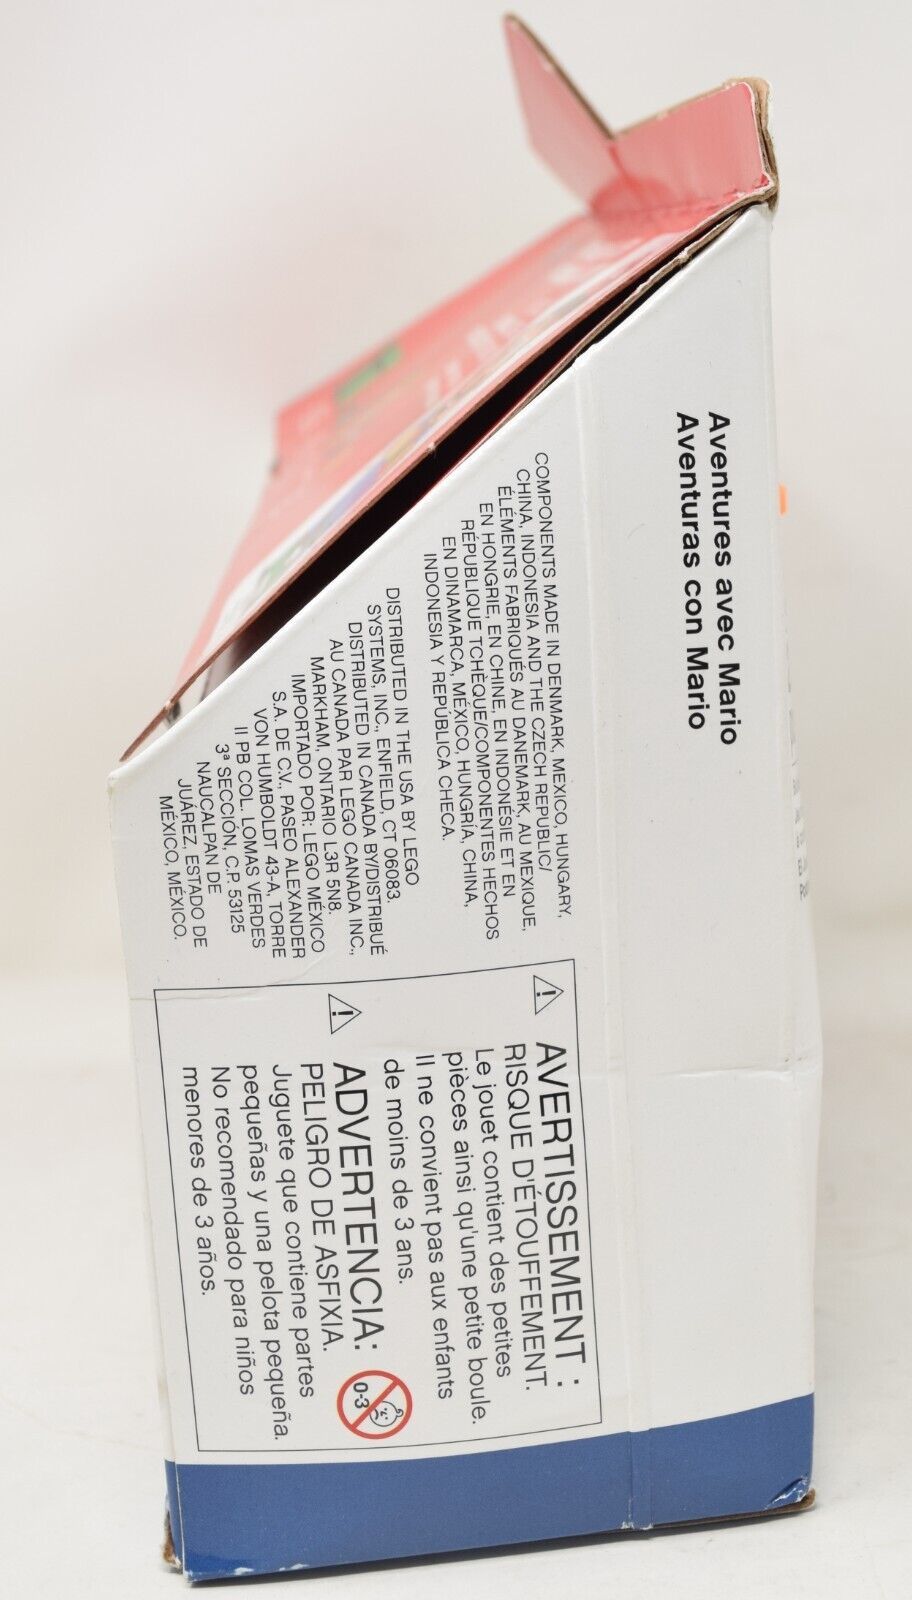 Aventures avec Mario
Aventuras con Mario
COMPONENTS MADE IN DENMARK, MEXICO, HUNGARY,
CHINA, INDONESIA AND THE CZECH REPUBLIC/
ÉLÉMENTS FABRIQUÉS AU DANEMARK, AU MEXIQUE,
EN HONGRIE, EN CHINE, EN INDONÉSIE ET EN
RÉPUBLIQUE TCHÈQUE/COMPONENTES HECHOS
EN DINAMARCA, MÉXICO, HUNGRÍA, CHINA,
INDONESIA Y REPÚBLICA CHECA.
DISTRIBUTED IN THE USA BY LEGO
SYSTEMS, INC., ENFIELD, CT 06083.
DISTRIBUTED IN CANADA BY/DISTRIBUÉ
AU CANADA PAR LEGO CANADA INC.,
MARKHAM, ONTARIO L3R 5N8.
IMPORTADO POR: LEGO MÉXICO
S.A. DE C.V., PASEO ALEXANDER
VON HUMBOLDT 43-A, TORRE
II PB COL. LOMAS VERDES
3ª SECCIÓN, C.P. 53125
NAUCALPAN DE
JUÁREZ, ESTADO DE
MÉXICO, MÉXICO.
AVERTISSEMENT :
RISQUE D'ÉTOUFFEMENT.
Le jouet contient des petites
pièces ainsi qu'une petite boule.
Il ne convient pas aux enfants
de moins de 3 ans.
ADVERTENCIA:
PELIGRO DE ASFIXIA.
Juguete que contiene partes
pequeñas y una pelota pequeña.
No recomendado para niños
menores de 3 años.
0-3